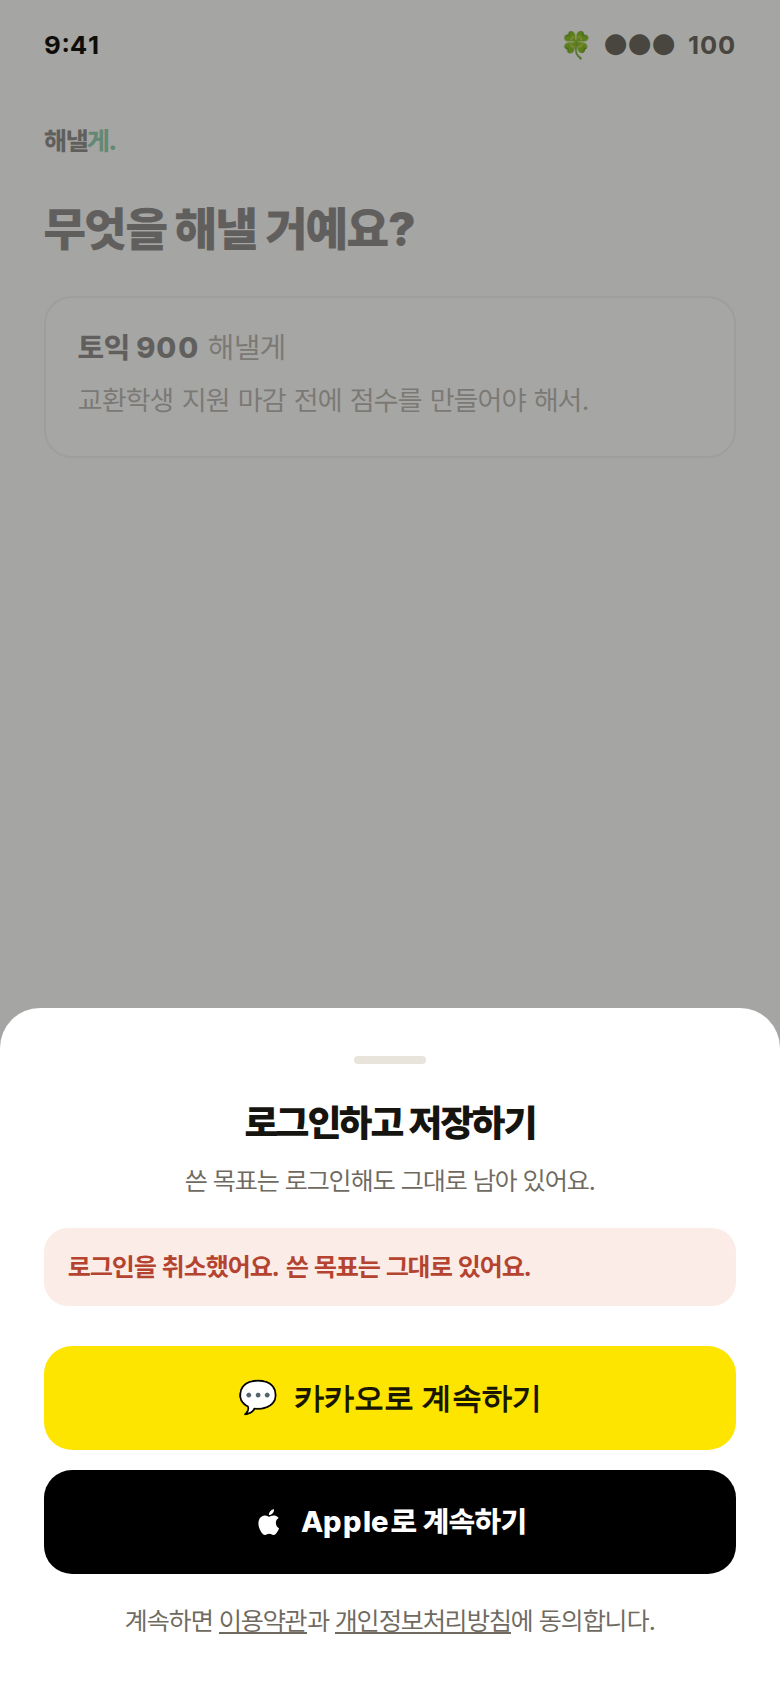 9:41
100
해낼게.
무엇을 해낼 거예요?
토익 900 해낼게
교환학생 지원 마감 전에 점수를 만들어야 해서.
로그인하고 저장하기
쓴 목표는 로그인해도 그대로 남아 있어요.
로그인을 취소했어요. 쓴 목표는 그대로 있어요.
카카오로 계속하기
Apple로 계속하기
계속하면 이용약관과 개인정보처리방침에 동의합니다.